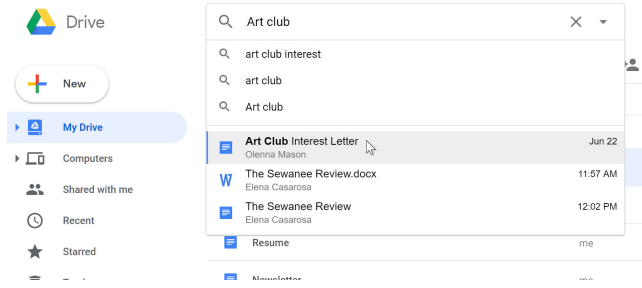 Drive
Art club
art club interest
art club
Art club
New
My Drive
Computers
Shared with me
Recent
Starred
Art Club Interest Letter Jun 22
Olenna Mason
The Sewanee Review.docx 11:57 AM
Elena Casarosa
The Sewanee Review 12:02 PM
Elena Casarosa
Resume me
Newsletter me